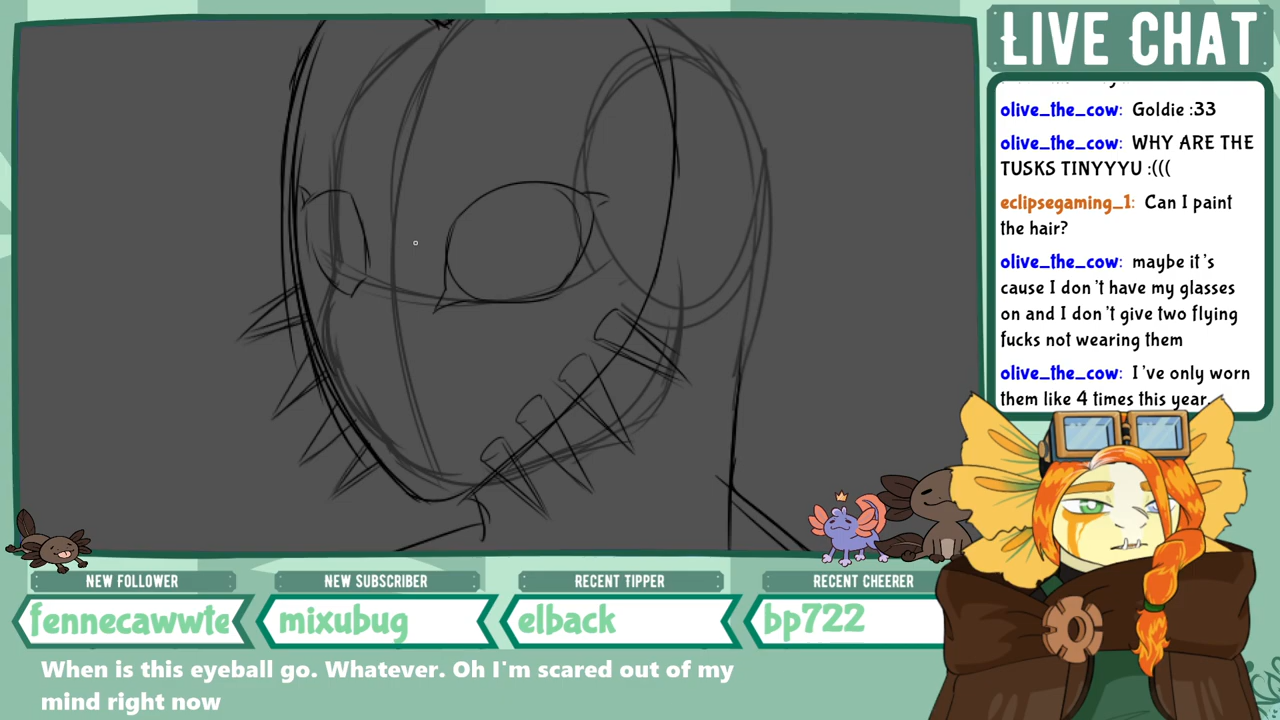 LIVE CHAT
olive_the_cow: Goldie :33
olive_the_cow: WHY ARE THE
TUSKS TINYYYU :(((
eclipsegaming_1: Can I paint
the hair?
olive_the_cow: maybe it's
cause I don't have my glasses
on and I don't give two flying
fucks not wearing them
olive_the_cow: I've only worn
them like 4 times this year
NEW FOLLOWER
fennecawwte
NEW SUBSCRIBER
mixubug
RECENT TIPPER
elback
RECENT CHEERER
bp722
When is this eyeball go. Whatever. Oh I'm scared out of my
mind right now